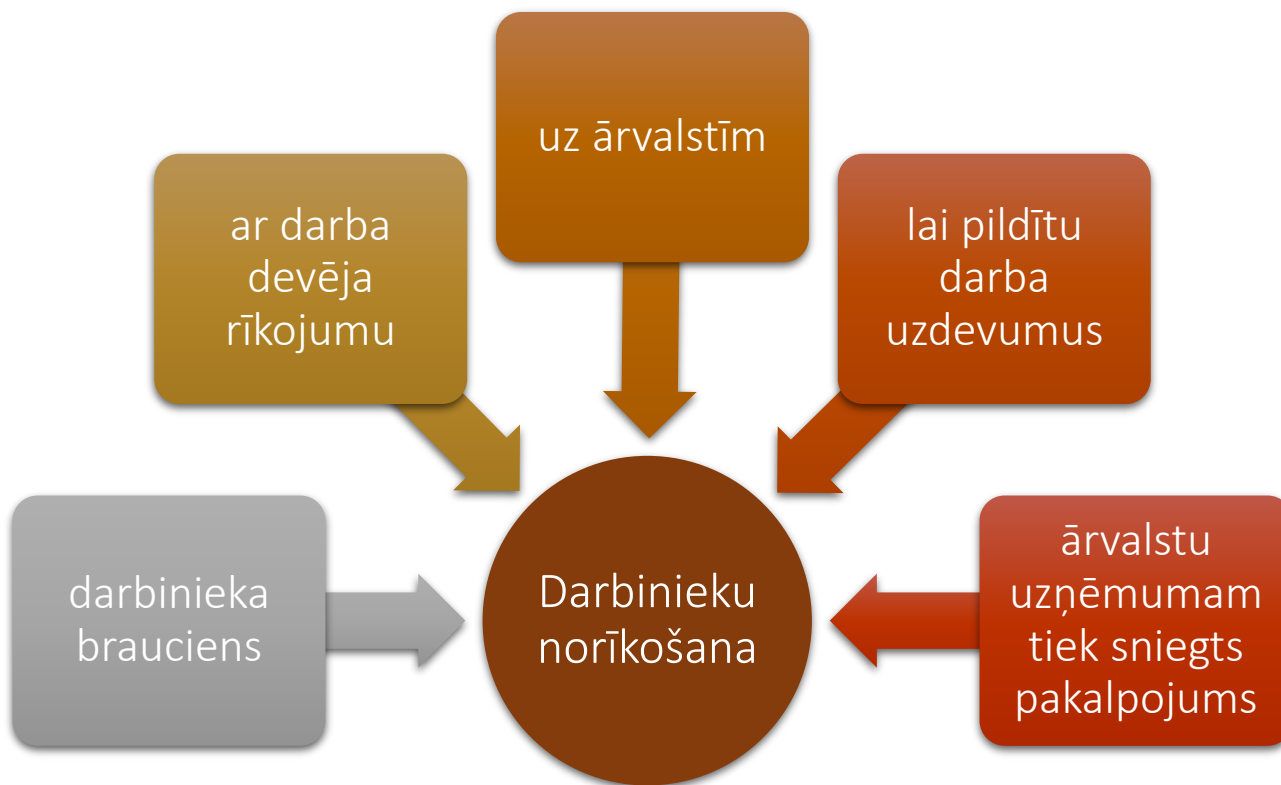 darbinieka
brauciens
ar darba
devēja
rīkojumu
uz ārvalstīm
lai pildītu
darba
uzdevumus
ārvalstu
uzņēmumam
tiek sniegts
pakalpojums
Darbinieku
norīkošana